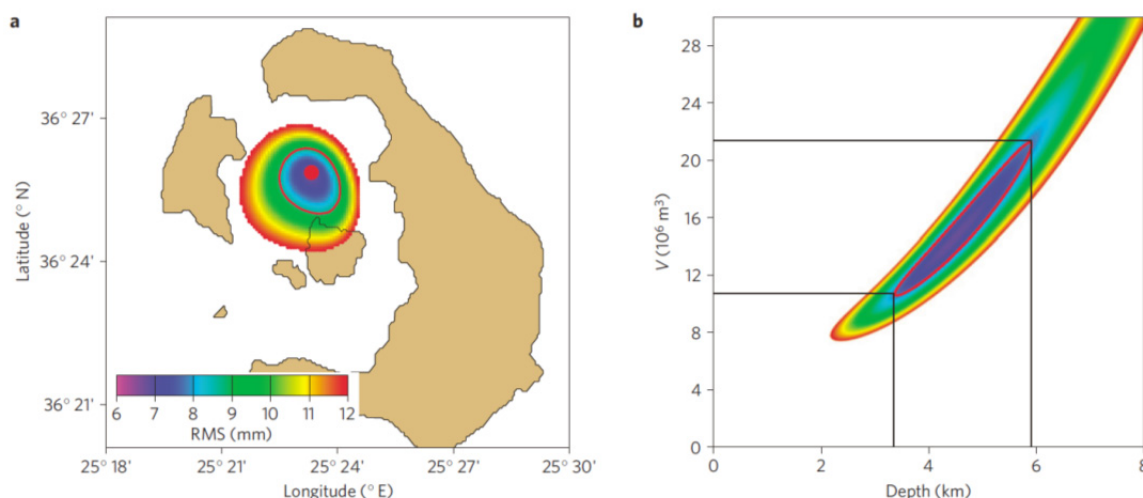 a
36° 27'
36° 24'
36° 21'
Latitude (° N)
6 7 8 9 10 11 12
RMS (mm)
25° 18' 25° 21' 25° 24' 25° 27' 25° 30'
Longitude (° E)
b
28
24
20
16
12
8
4
0
V (10⁶ m³)
0 2 4 6 8
Depth (km)